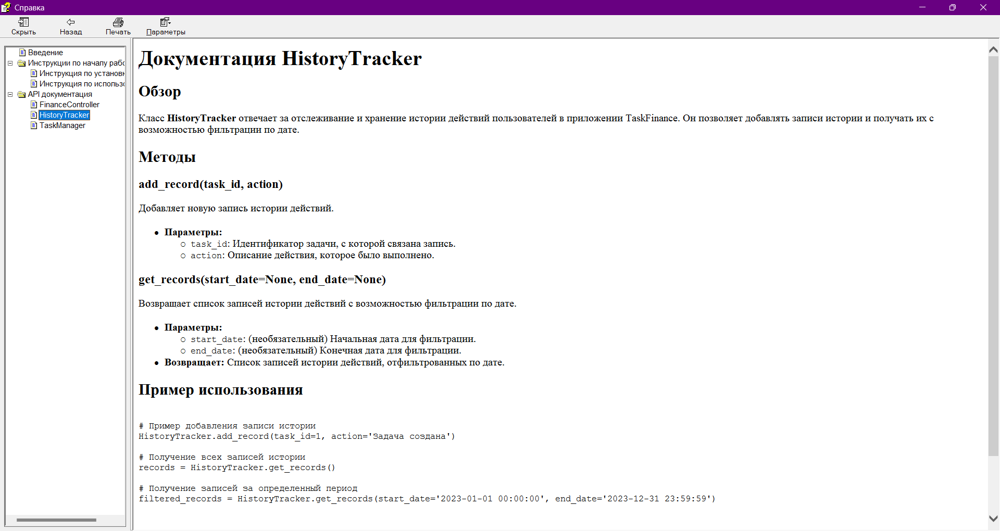 Справка
Скрыть
Назад
Печать
Параметры
Введение
Инструкции по началу рабо
Инструкция по установк
Инструкция по использо
API документация
FinanceController
HistoryTracker
TaskManager
Документация HistoryTracker
Обзор
Класс HistoryTracker отвечает за отслеживание и хранение истории действий пользователей в приложении TaskFinance. Он позволяет добавлять записи истории и получать их с
возможностью фильтрации по дате.
Методы
add_record(task_id, action)
Добавляет новую запись истории действий.
Параметры:
task_id: Идентификатор задачи, с которой связана запись.
action: Описание действия, которое было выполнено.
get_records(start_date=None, end_date=None)
Возвращает список записей истории действий с возможностью фильтрации по дате.
Параметры:
start_date: (необязательный) Начальная дата для фильтрации.
end_date: (необязательный) Конечная дата для фильтрации.
Возвращает: Список записей истории действий, отфильтрованных по дате.
Пример использования
# Пример добавления записи истории
HistoryTracker.add_record(task_id=1, action='Задача создана')
# Получение всех записей истории
records = HistoryTracker.get_records()
# Получение записей за определенный период
filtered_records = HistoryTracker.get_records(start_date='2023-01-01 00:00:00', end_date='2023-12-31 23:59:59')